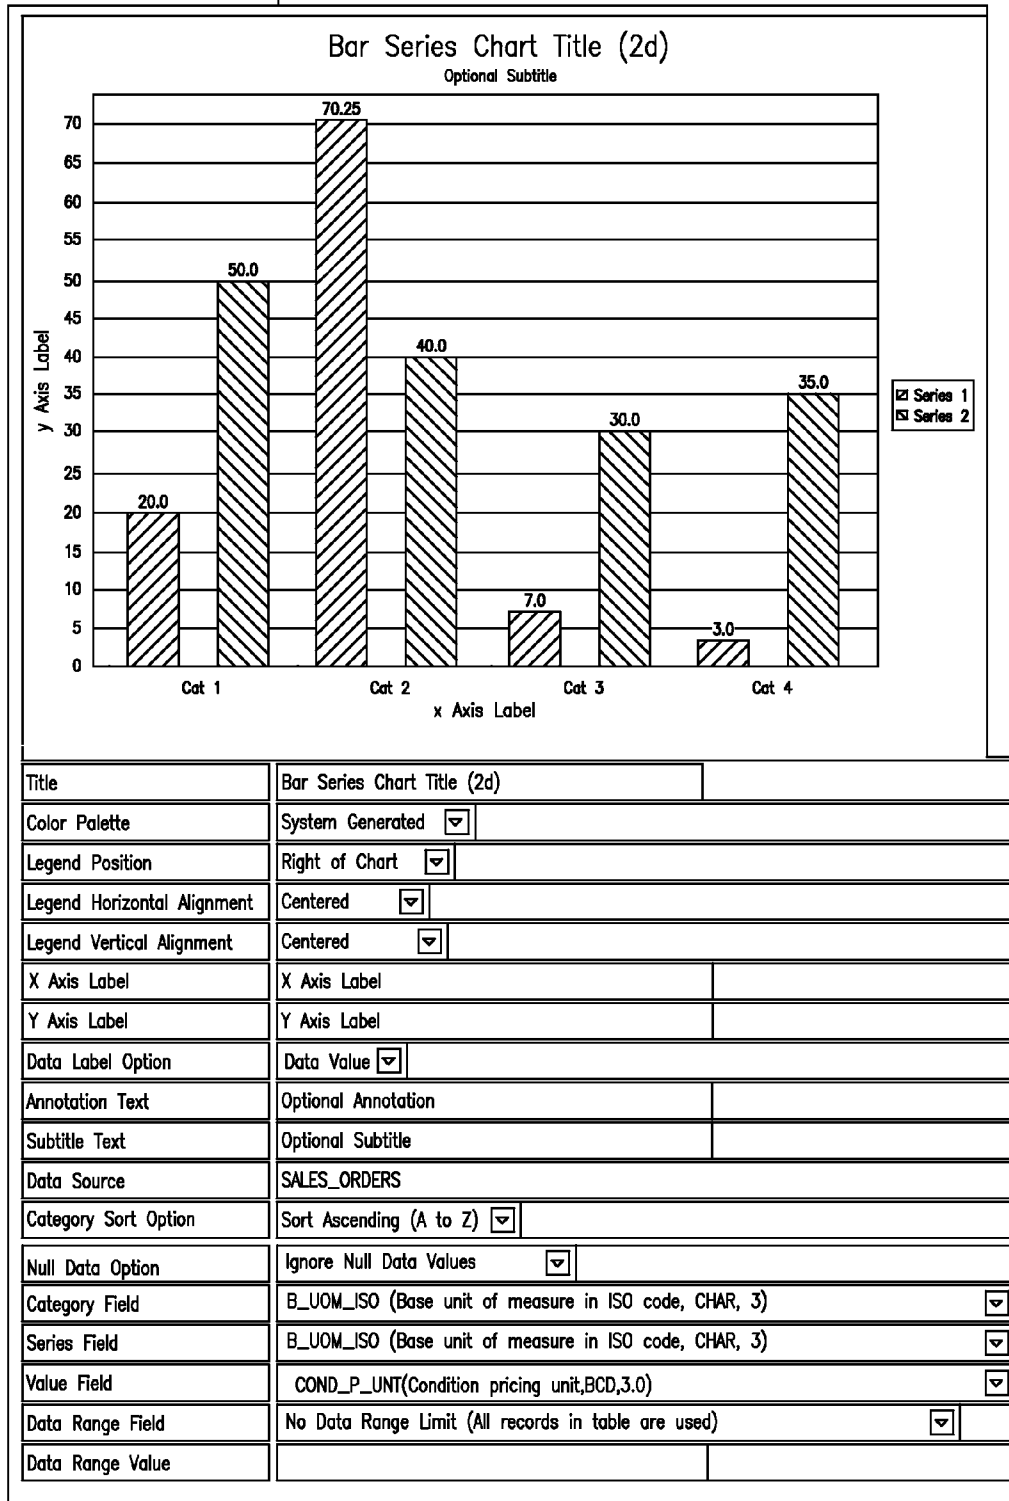 Bar Series Chart Title (2d)
Optional Subtitle
70
65
60
55
50
45
40
35
30
25
20
15
10
5
0
y Axis Label
20.0
50.0
70.25
40.0
7.0
30.0
3.0
35.0
Series 1
Series 2
Cat 1 Cat 2 Cat 3 Cat 4
x Axis Label
Title Bar Series Chart Title (2d)
Color Palette System Generated
Legend Position Right of Chart
Legend Horizontal Alignment Centered
Legend Vertical Alignment Centered
X Axis Label X Axis Label
Y Axis Label Y Axis Label
Data Label Option Data Value
Annotation Text Optional Annotation
Subtitle Text Optional Subtitle
Data Source SALES_ORDERS
Category Sort Option Sort Ascending (A to Z)
Null Data Option Ignore Null Data Values
Category Field B_UOM_ISO (Base unit of measure in ISO code, CHAR, 3)
Series Field B_UOM_ISO (Base unit of measure in ISO code, CHAR, 3)
Value Field COND_P_UNT(Condition pricing unit,BCD,3.0)
Data Range Field No Data Range Limit (All records in table are used)
Data Range Value